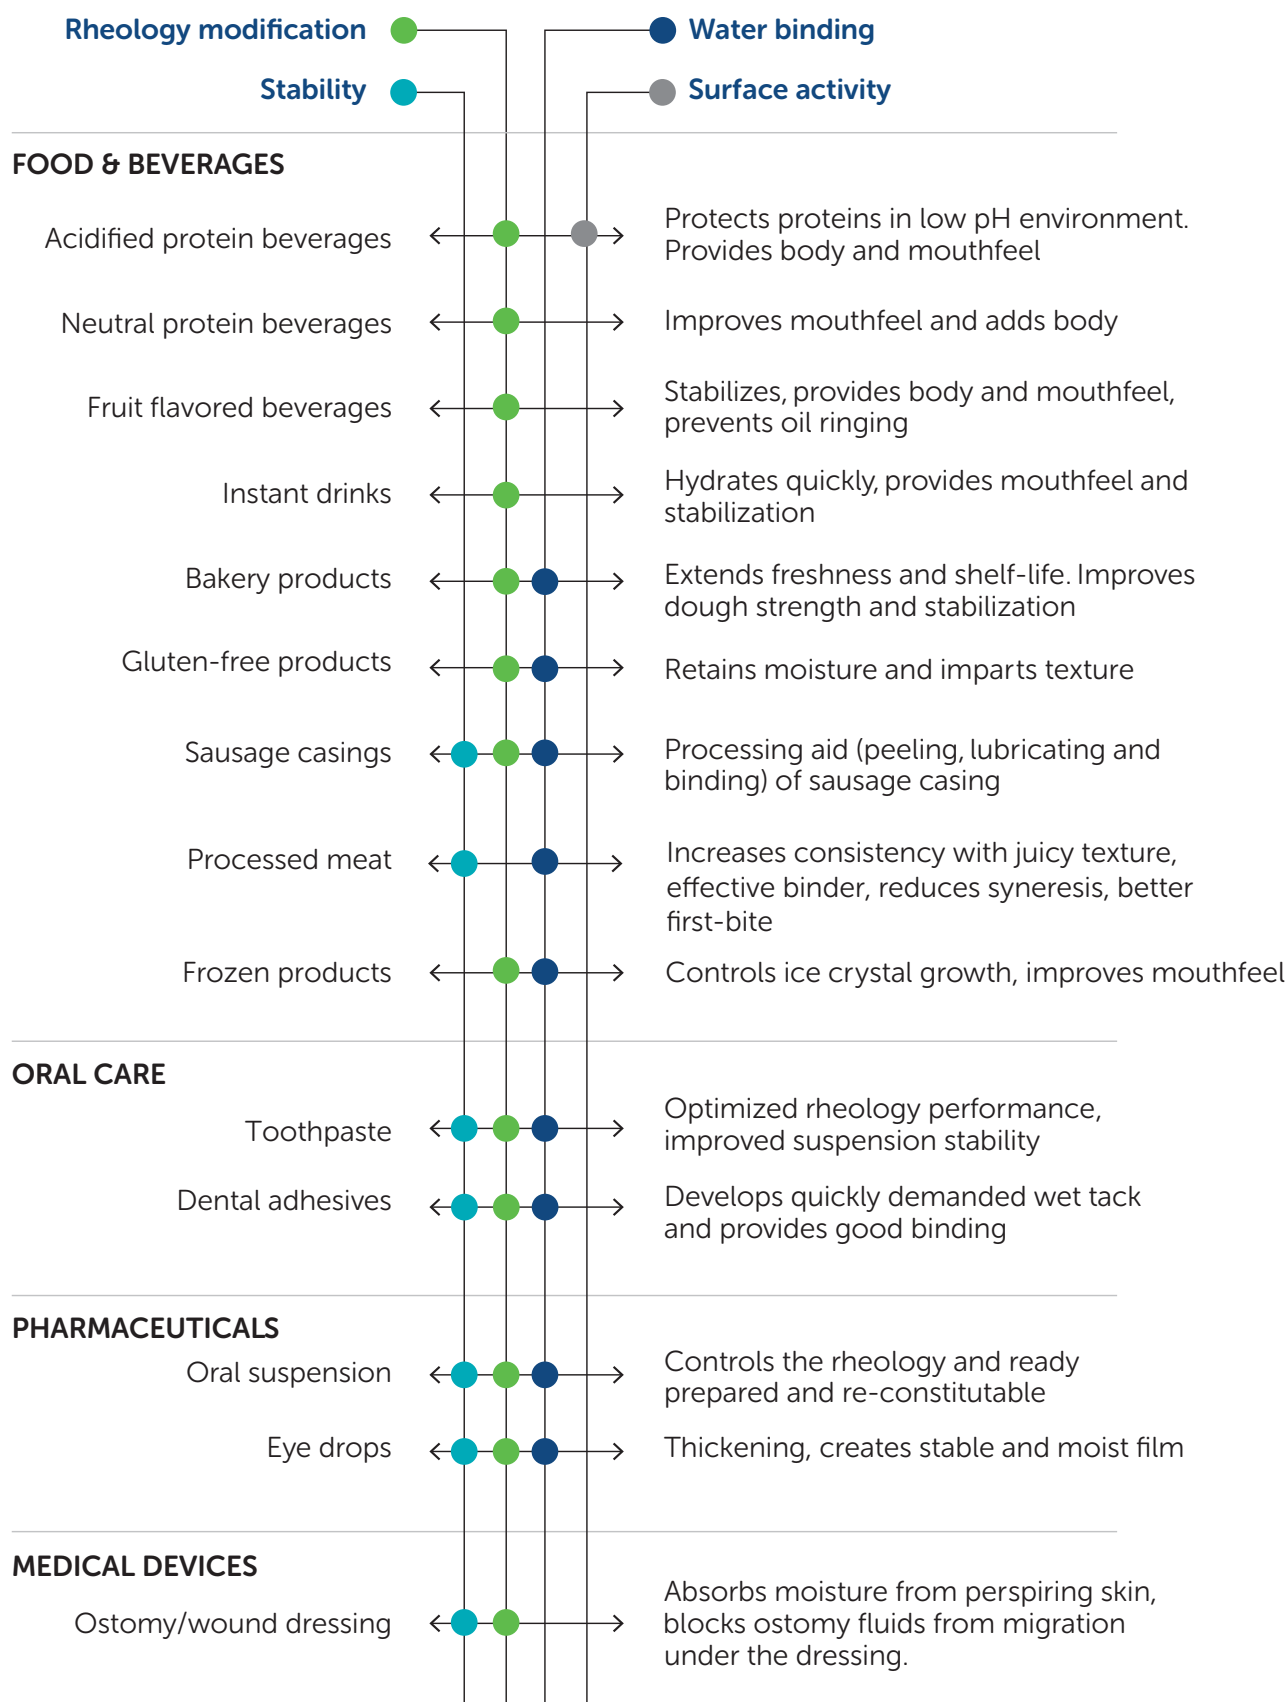 Rheology modification
Water binding
Stability
Surface activity
FOOD & BEVERAGES
Acidified protein beverages
Protects proteins in low pH environment.
Provides body and mouthfeel
Neutral protein beverages
Improves mouthfeel and adds body
Fruit flavored beverages
Stabilizes, provides body and mouthfeel,
prevents oil ringing
Instant drinks
Hydrates quickly, provides mouthfeel and
stabilization
Bakery products
Extends freshness and shelf-life. Improves
dough strength and stabilization
Gluten-free products
Retains moisture and imparts texture
Sausage casings
Processing aid (peeling, lubricating and
binding) of sausage casing
Processed meat
Increases consistency with juicy texture,
effective binder, reduces syneresis, better
first-bite
Frozen products
Controls ice crystal growth, improves mouthfeel
ORAL CARE
Toothpaste
Optimized rheology performance,
improved suspension stability
Dental adhesives
Develops quickly demanded wet tack
and provides good binding
PHARMACEUTICALS
Oral suspension
Controls the rheology and ready
prepared and re-constitutable
Eye drops
Thickening, creates stable and moist film
MEDICAL DEVICES
Ostomy/wound dressing
Absorbs moisture from perspiring skin,
blocks ostomy fluids from migration
under the dressing.